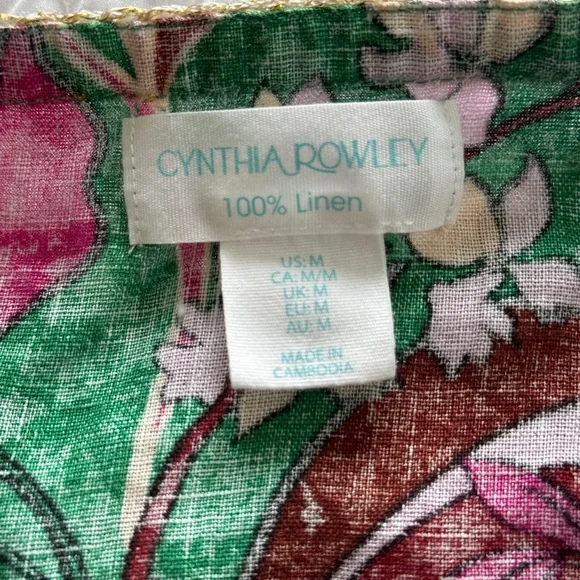 CYNTHIA ROWLEY
100% Linen
US: M
CA: M/M
UK: M
EU: M
AU: M
MADE IN
CAMBODIA